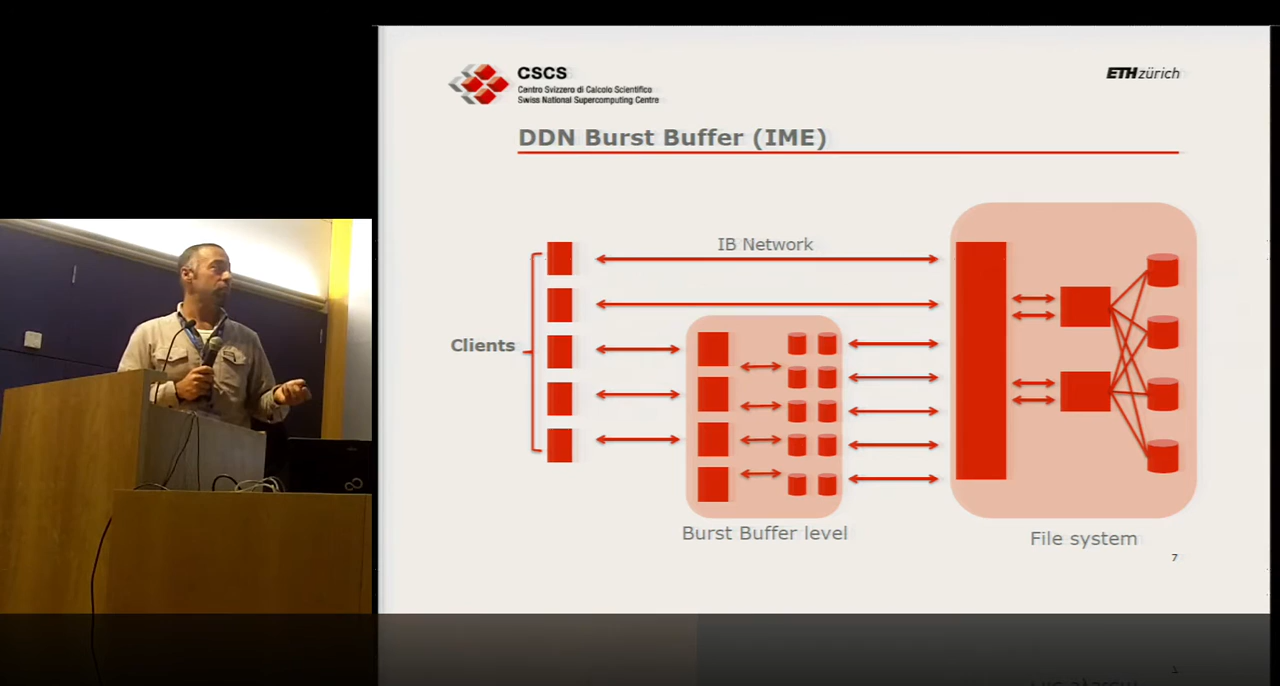 CSCS
Centro Svizzero di Calcolo Scientifico
Swiss National Supercomputing Centre
ETHzürich
DDN Burst Buffer (IME)
IB Network
Clients
Burst Buffer level
File system
7